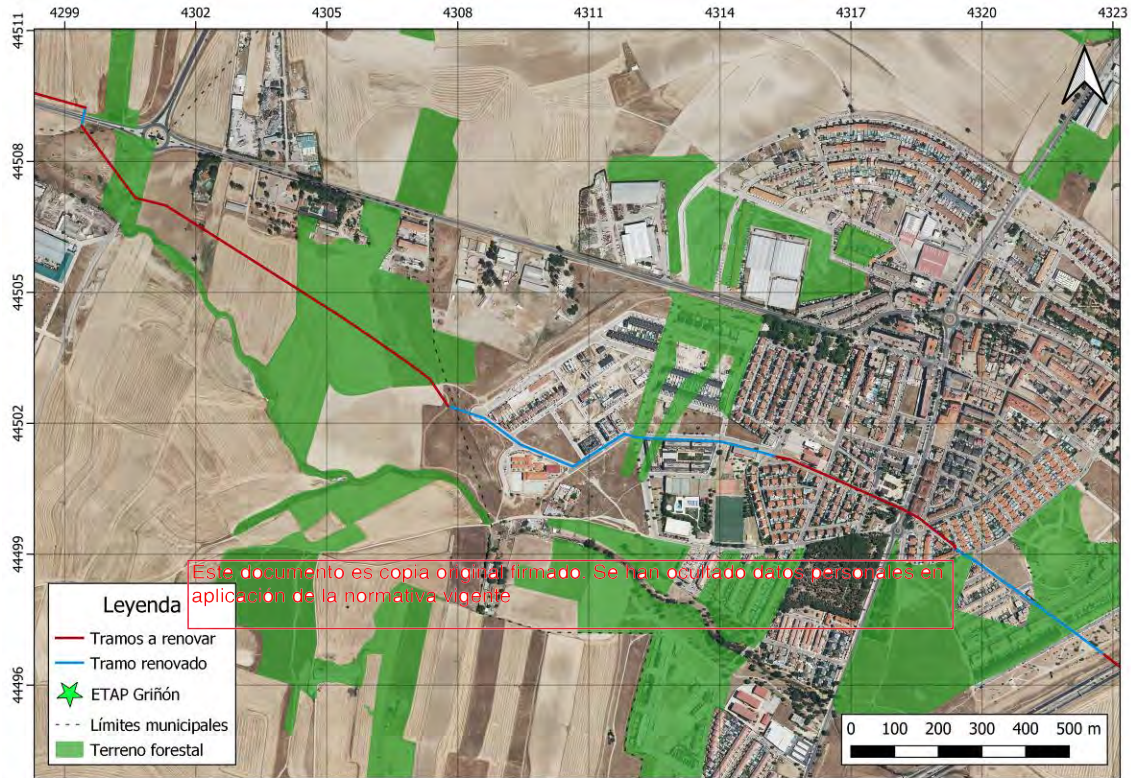 4299 4302 4305 4308 4311 4314 4317 4320 4323
44511
44508
44505
44502
44499
44496
Este documento es copia original firmado. Se han ocultado datos personales en
aplicación de la normativa vigente
Leyenda
Tramos a renovar
Tramo renovado
ETAP Griñón
Límites municipales
Terreno forestal
0 100 200 300 400 500 m